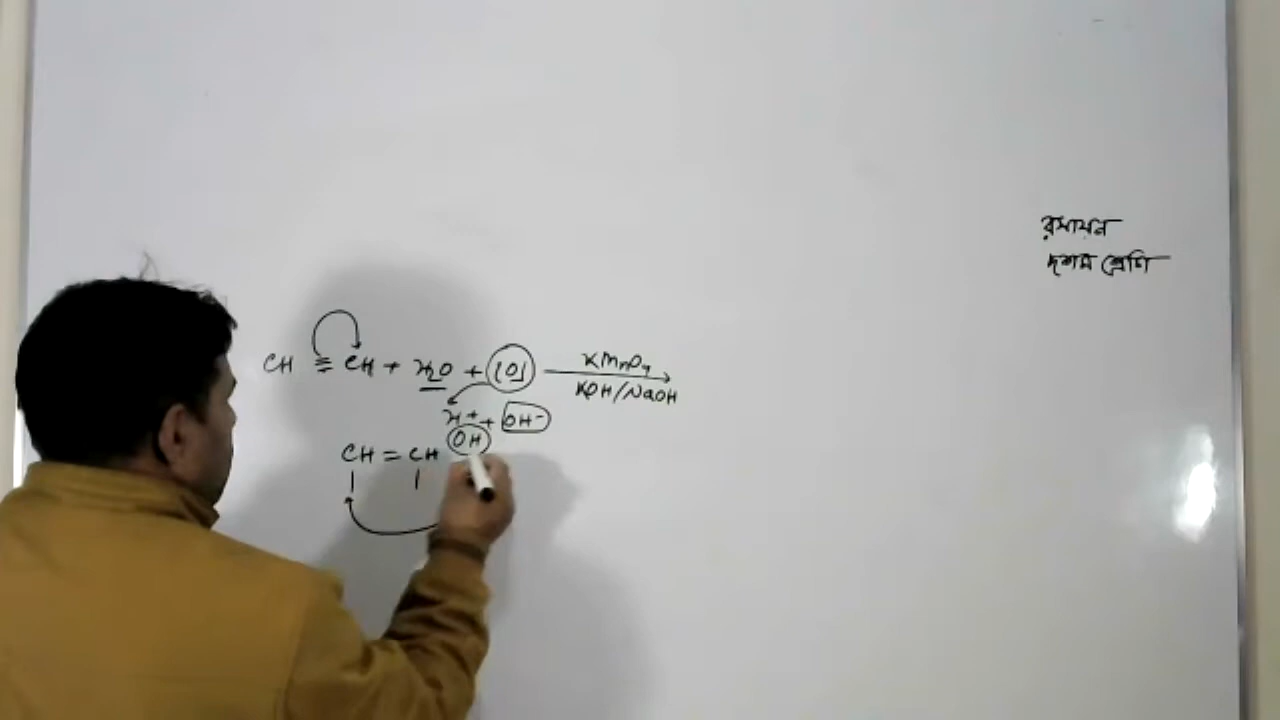 রসায়ন
দশম শ্রেণি
CH ≡ CH + H2O + [O] KMnO4
KOH/NaOH
H+ + OH-
OH
CH = CH